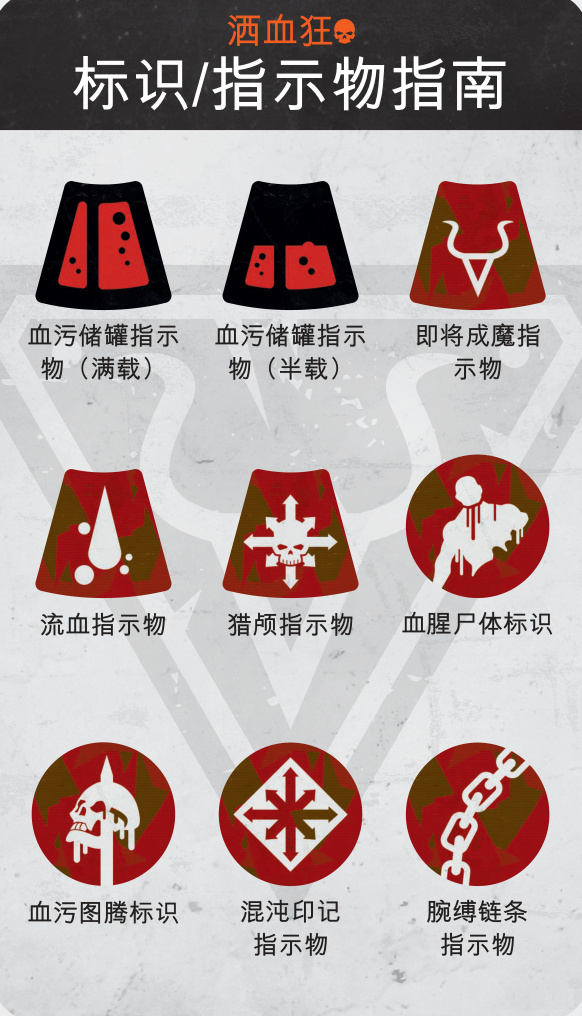 洒血狂
标识/指示物指南
血污储罐指示
物（满载）
血污储罐指示
物（半载）
即将成魔指
示物
流血指示物
猎颅指示物
血腥尸体标识
血污图腾标识
混沌印记
指示物
腕缚链条
指示物